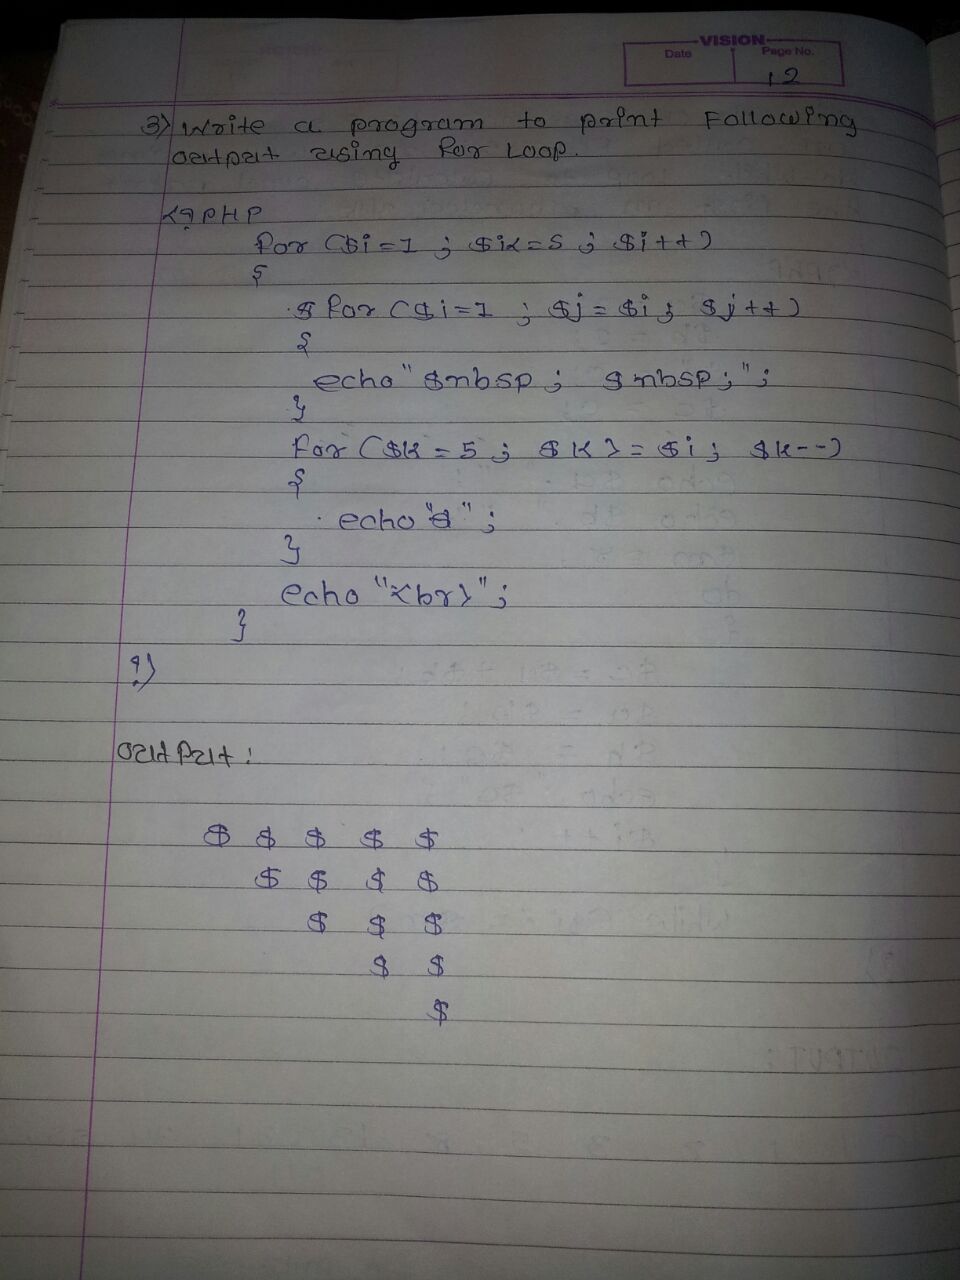 VISION
Date
Page No.
12
3) Write a program to print Following
output using for Loop.
<?PHP
for ($i=1 ; $i<=5 ; $i++)
{
for ($i=1 ; $j = $i ; $j++)
{
echo "$nbsp ; $nbsp ; " ;
}
for ($k = 5 ; $k >= $i ; $k--)
{
echo "$" ;
}
echo "<br>" ;
}
?>
output :
$ $ $ $ $
$ $ $ $
$ $ $
$ $
$